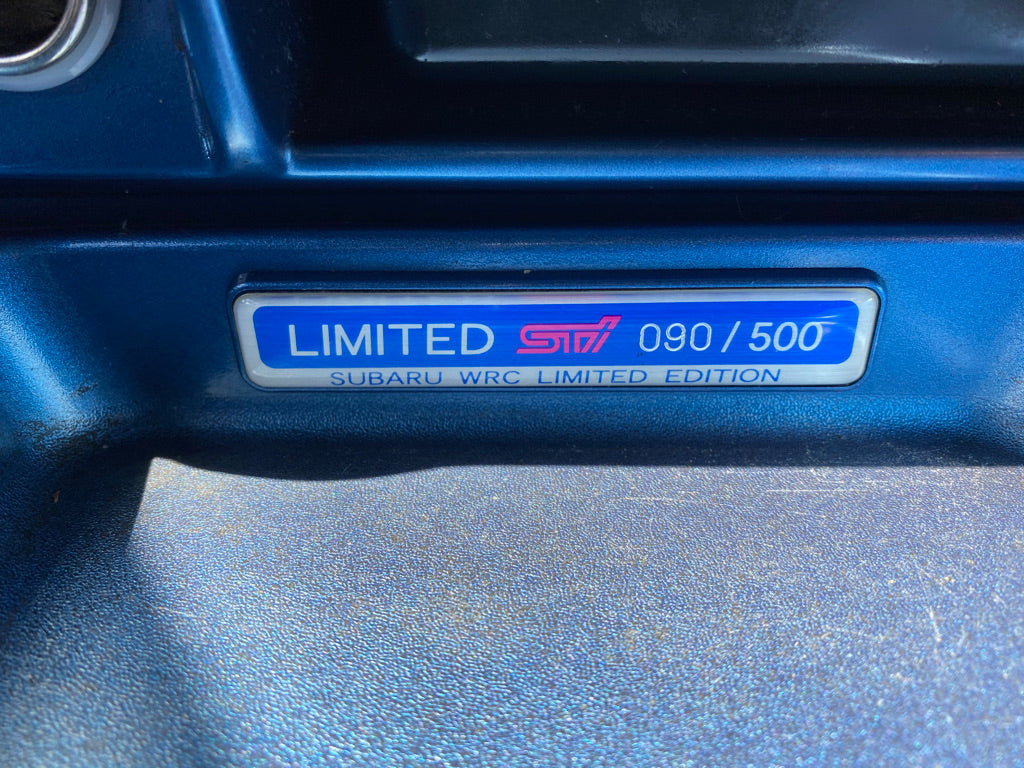 LIMITED STi 090 / 500
SUBARU WRC LIMITED EDITION